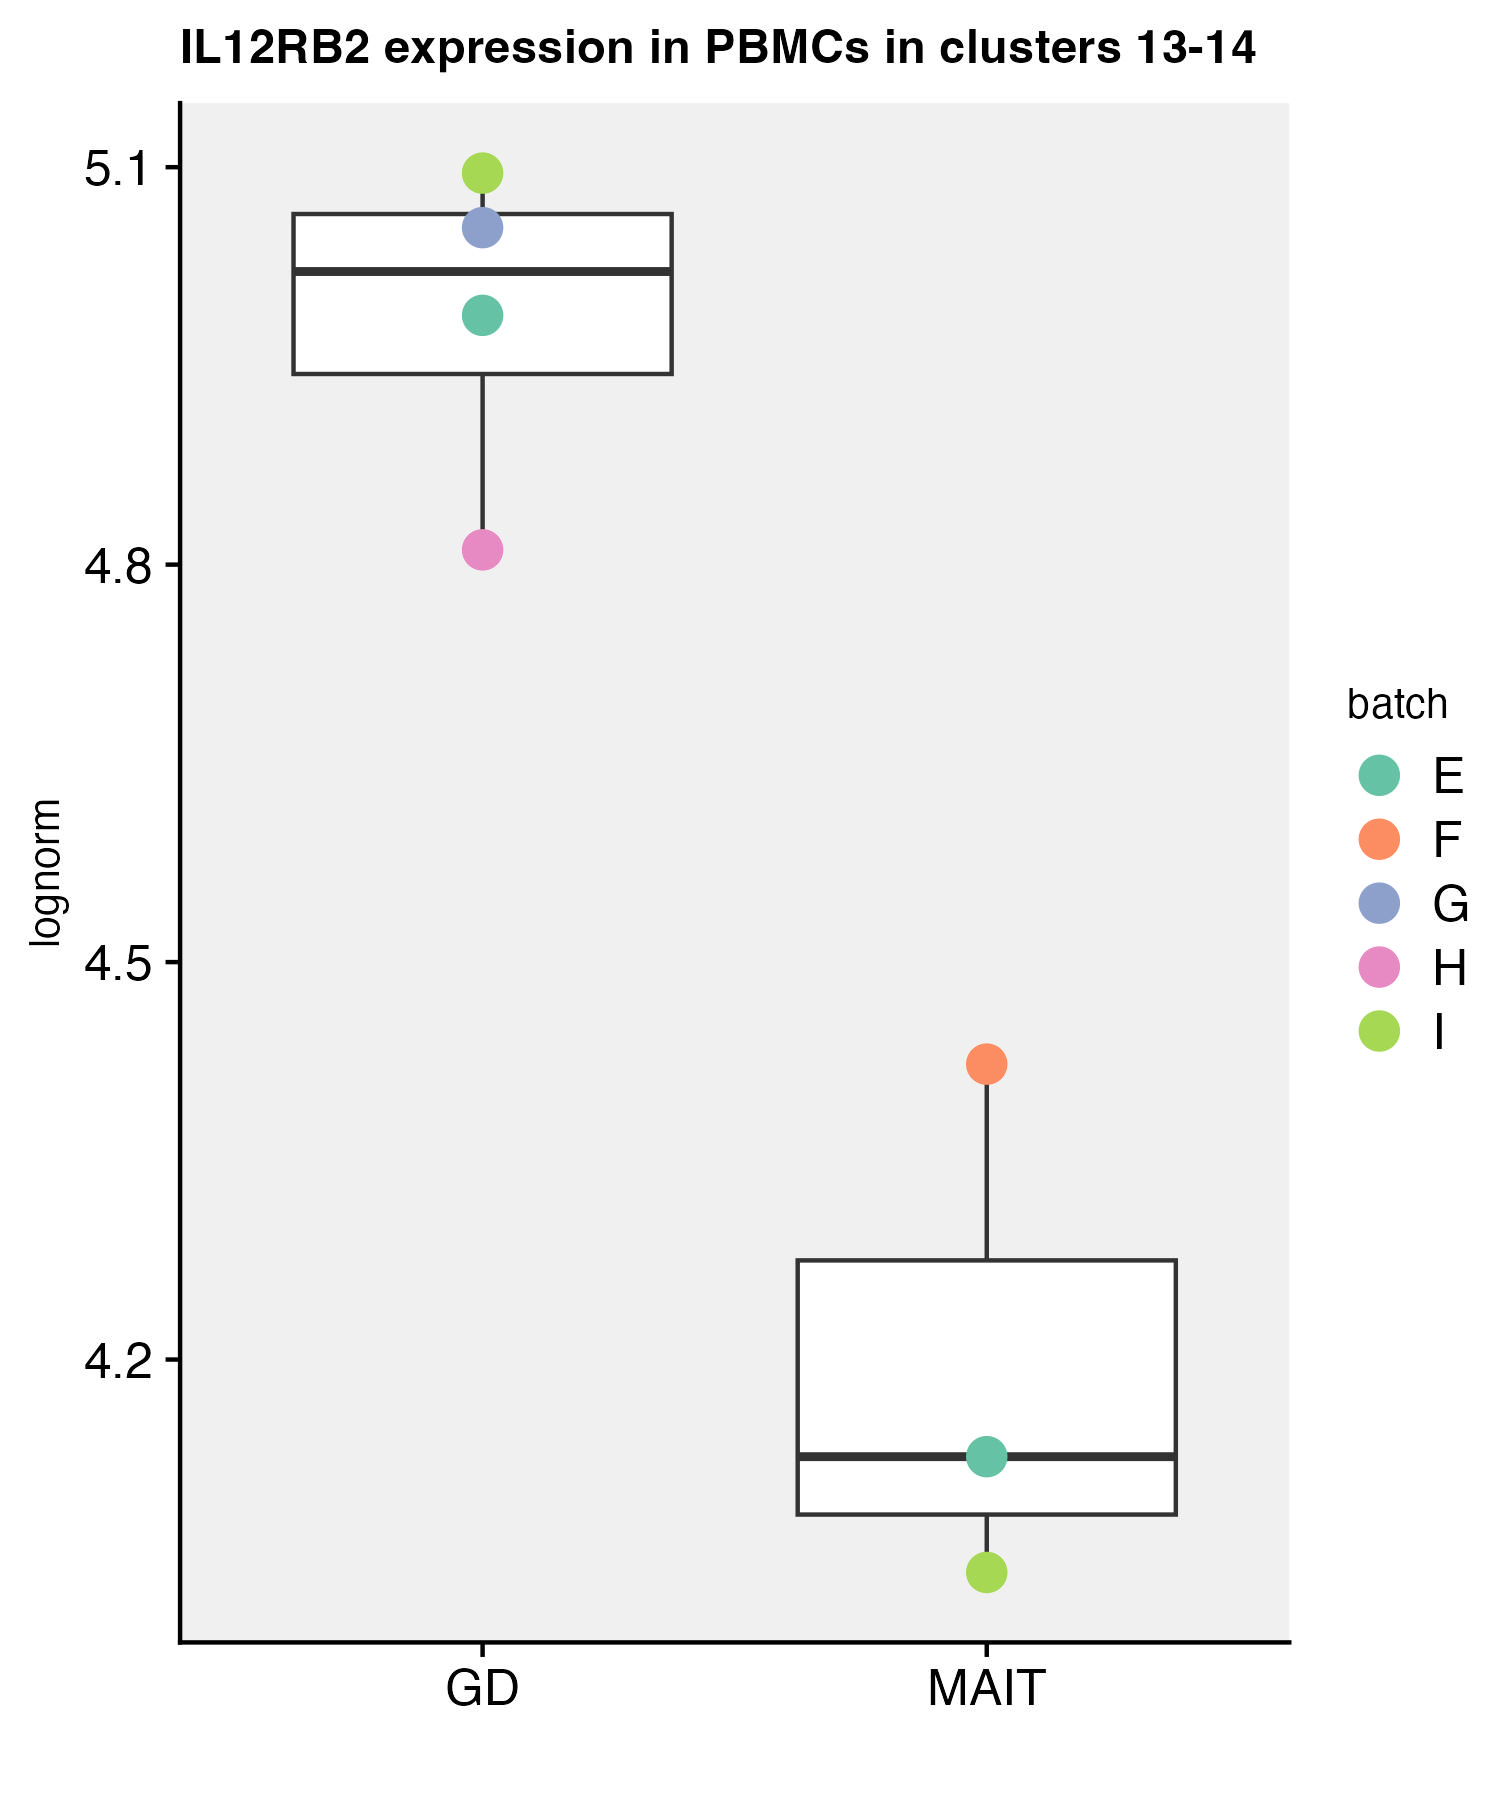 IL12RB2 expression in PBMCs in clusters 13-14
5.1
4.8
4.5
4.2
lognorm
GD
MAIT
batch
E
F
G
H
I